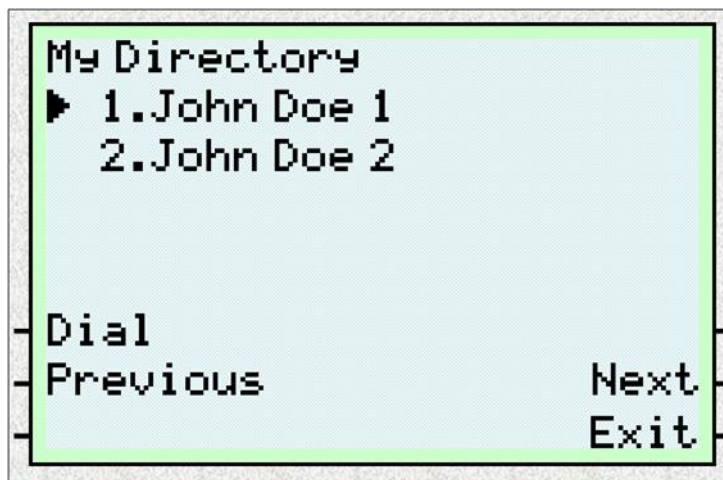 My Directory
1.John Doe 1
2.John Doe 2
Dial
Previous Next
Exit